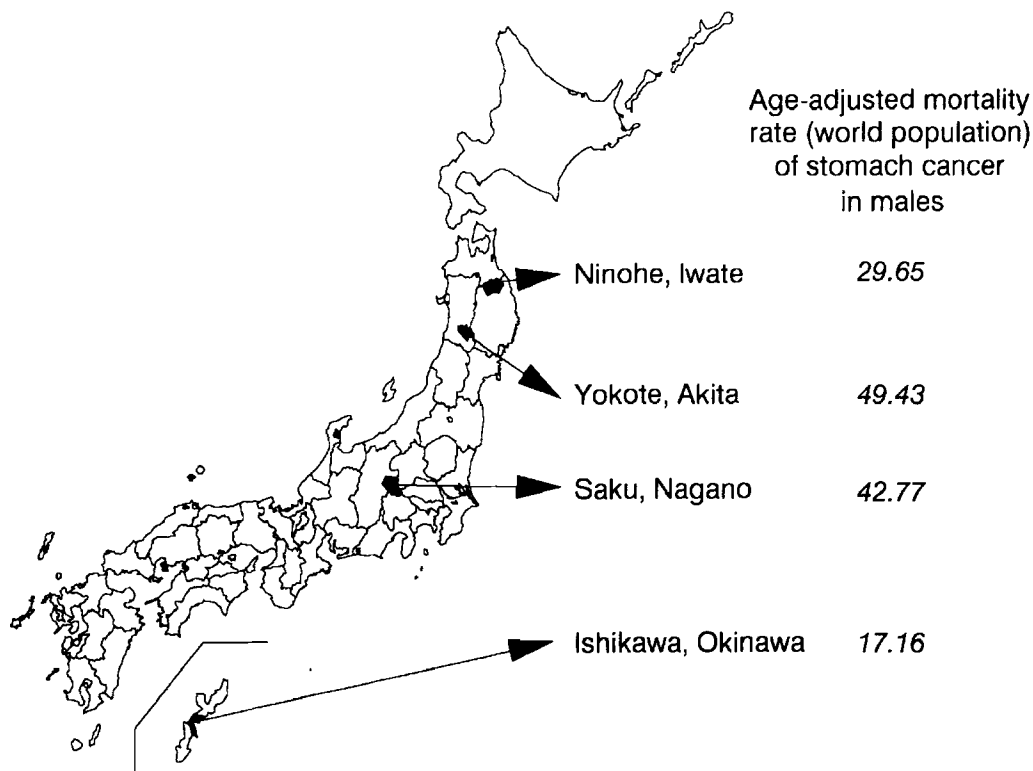 Age-adjusted mortality
rate (world population)
of stomach cancer
in males
Ninohe, Iwate 29.65
Yokote, Akita 49.43
Saku, Nagano 42.77
Ishikawa, Okinawa 17.16